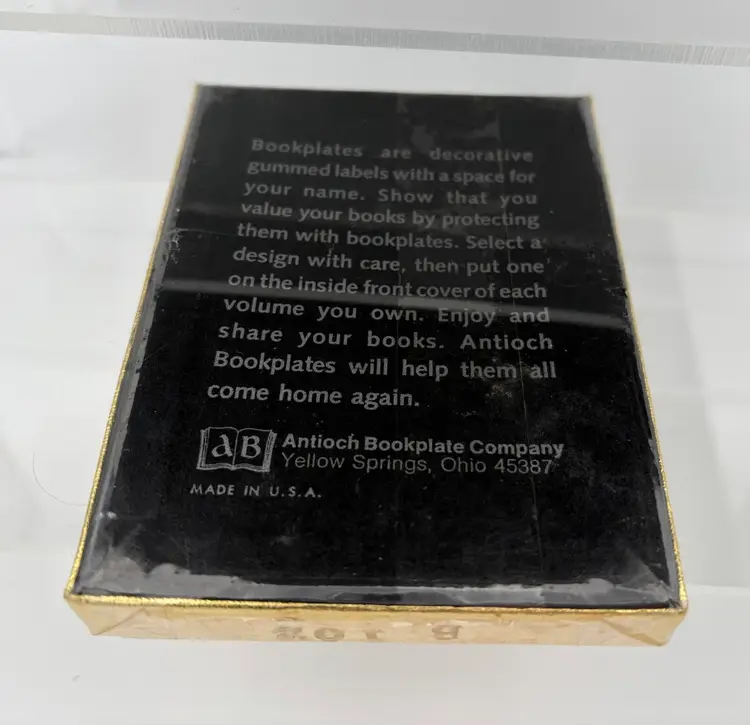 Bookplates are decorative
gummed labels with a space for
your name. Show that you
value your books by protecting
them with bookplates. Select a
design with care, then put one
on the inside front cover of each
volume you own. Enjoy and
share your books. Antioch
Bookplates will help them all
come home again.
AB
Antioch Bookplate Company
Yellow Springs, Ohio 45387
MADE IN U.S.A.